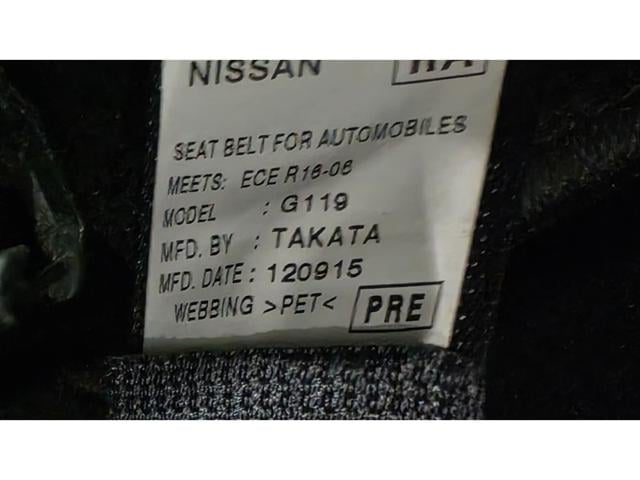 NISSAN
SEAT BELT FOR AUTOMOBILES
MEETS: ECE R16-06
MODEL : G119
MFD. BY : TAKATA
MFD. DATE : 120915
WEBBING >PET< PRE